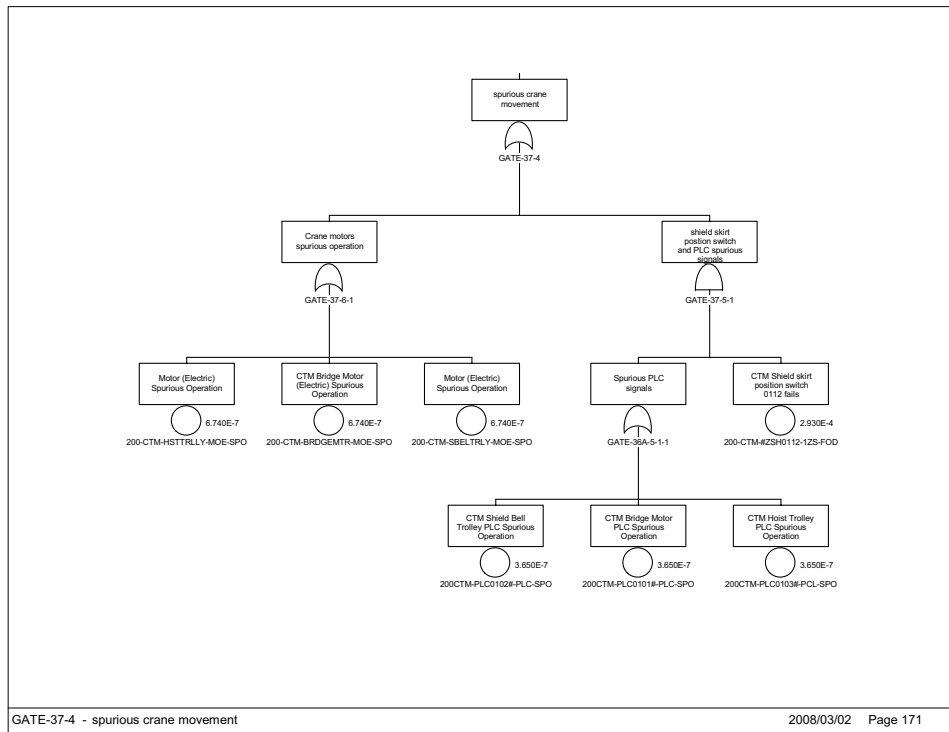 spurious crane
movement
GATE-37-4
Crane motors
spurious operation
GATE-37-6-1
shield skirt
postion switch
and PLC spurious
signals
GATE-37-5-1
Motor (Electric)
Spurious Operation
6.740E-7
200-CTM-HSTTRLLY-MOE-SPO
CTM Bridge Motor
(Electric) Spurious
Operation
6.740E-7
200-CTM-BRDGEMTR-MOE-SPO
Motor (Electric)
Spurious Operation
6.740E-7
200-CTM-SBELTRLY-MOE-SPO
Spurious PLC
signals
GATE-36A-5-1-1
CTM Shield skirt
position switch
0112 fails
2.930E-4
200-CTM-#ZSH0112-1ZS-FOD
CTM Shield Bell
Trolley PLC Spurious
Operation
3.650E-7
200CTM-PLC0102#-PLC-SPO
CTM Bridge Motor
PLC Spurious
Operation
3.650E-7
200CTM-PLC0101#-PLC-SPO
CTM Hoist Trolley
PLC Spurious
Operation
3.650E-7
200CTM-PLC0103#-PCL-SPO
GATE-37-4 - spurious crane movement
2008/03/02 Page 171